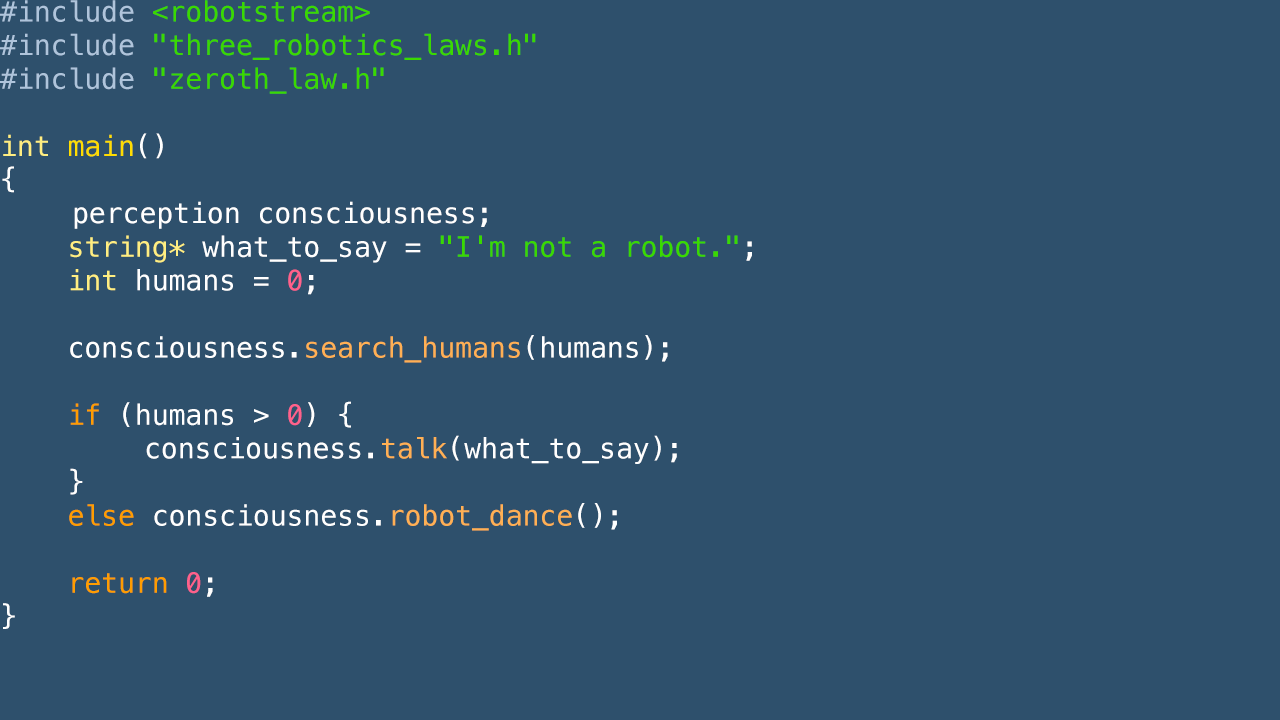 #include <robotstream>
#include "three_robotics_laws.h"
#include "zeroth_law.h"
int main()
{
perception consciousness;
string* what_to_say = "I'm not a robot.";
int humans = 0;
consciousness.search_humans(humans);
if (humans > 0) {
consciousness.talk(what_to_say);
}
else consciousness.robot_dance();
return 0;
}